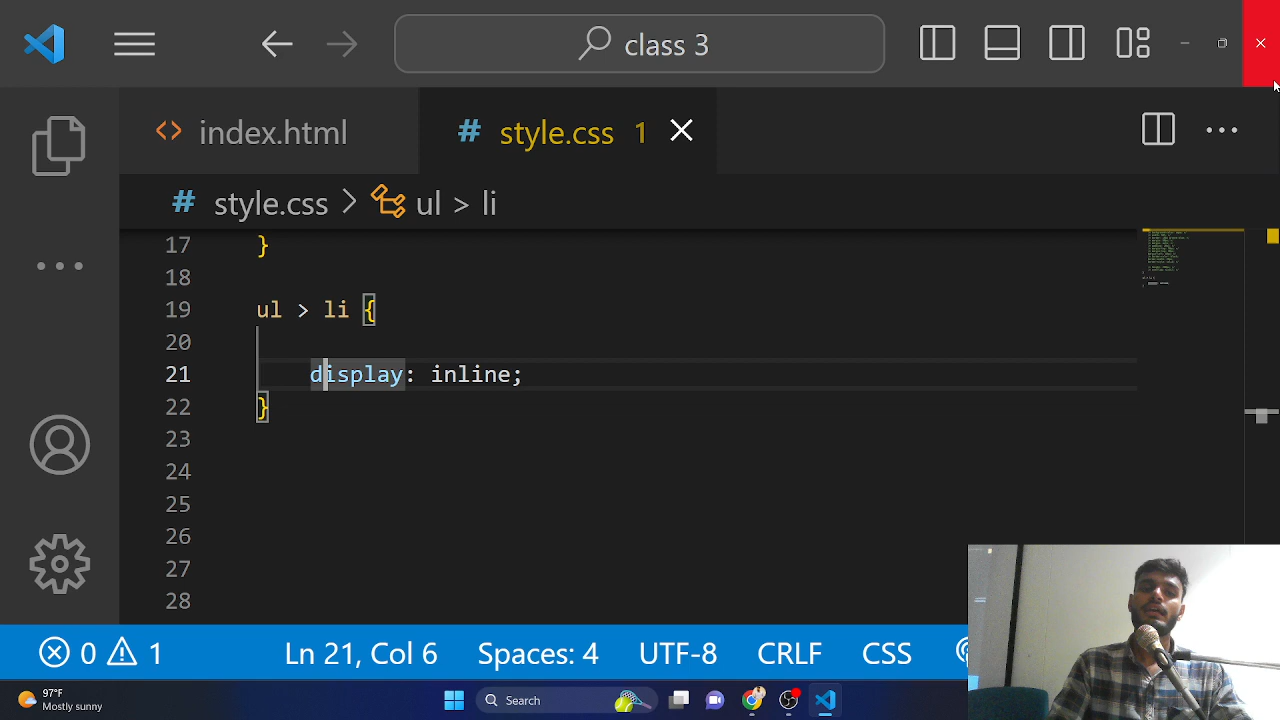 class 3
index.html
style.css 1
style.css > ul > li
17 }
18
19 ul > li {
20
21 display: inline;
22 }
23
24
25
26
27
28
0 1 Ln 21, Col 6 Spaces: 4 UTF-8 CRLF CSS
97°F
Mostly sunny
Search